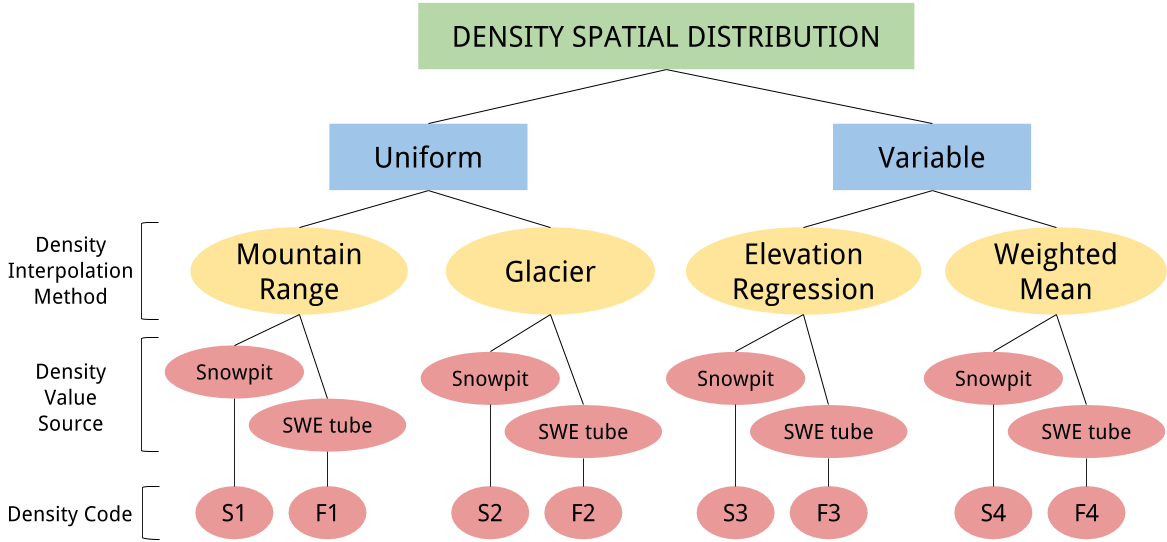 DENSITY SPATIAL DISTRIBUTION
Uniform
Variable
Density
Interpolation
Method
Mountain
Range
Glacier
Elevation
Regression
Weighted
Mean
Density
Value
Source
Snowpit
Snowpit
Snowpit
Snowpit
SWE tube
SWE tube
SWE tube
SWE tube
Density Code
S1
F1
S2
F2
S3
F3
S4
F4